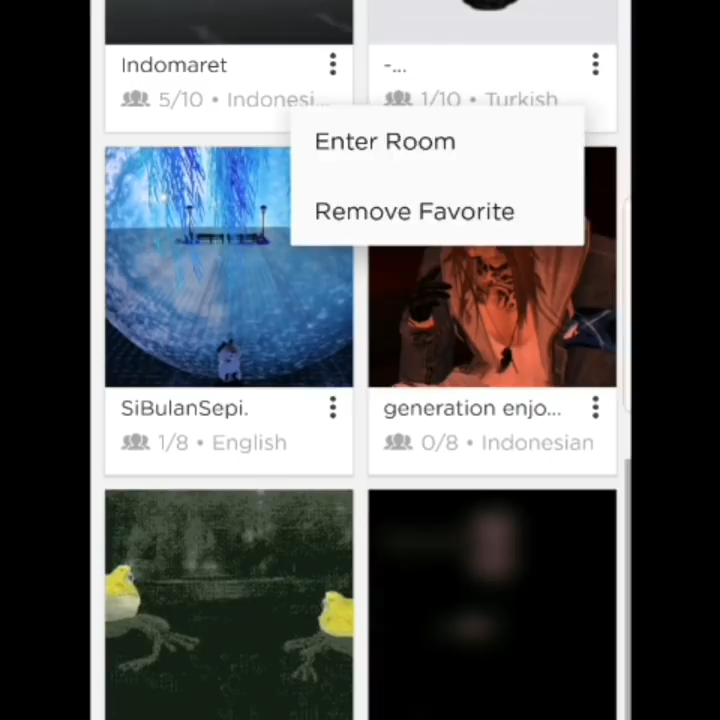 Indomaret
-...
5/10 • Indonesi...
1/10 • Turkish
Enter Room
Remove Favorite
SiBulanSepi.
generation enjo...
1/8 • English
0/8 • Indonesian